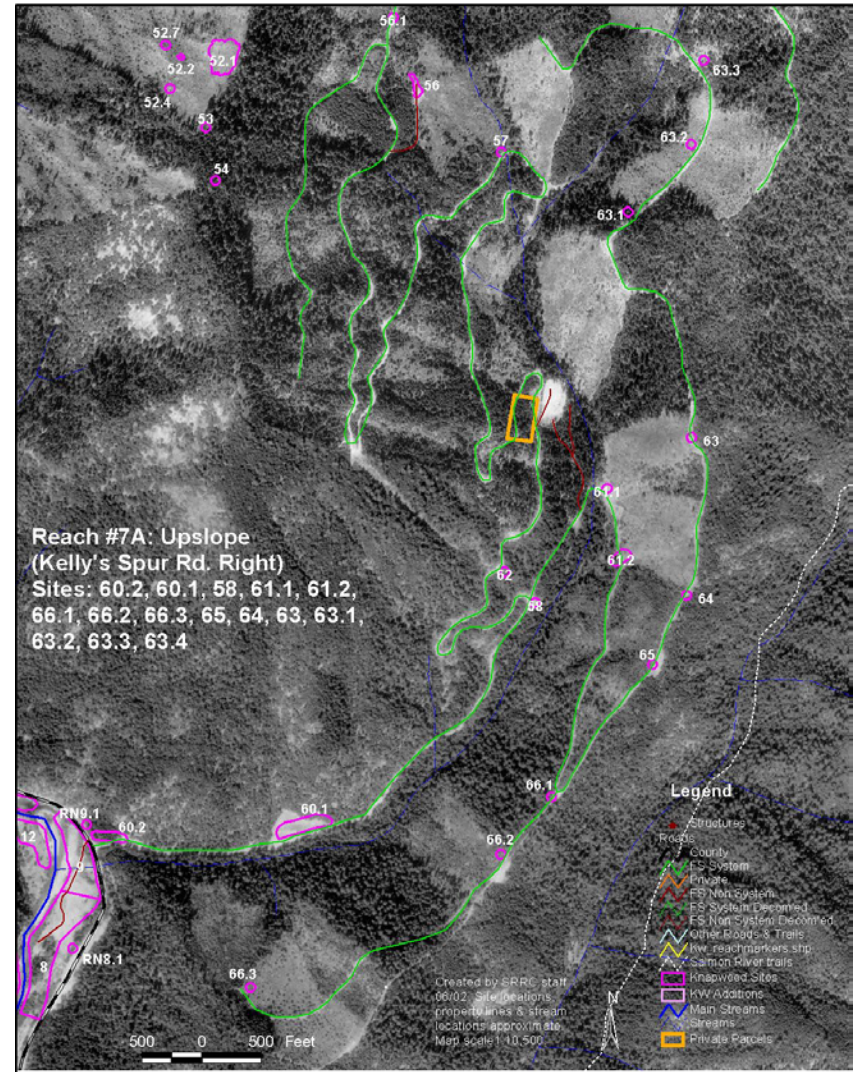 56.1
52.7
52.1
52.2
63.3
56
52.4
53
63.2
57
54
63.1
63
61.1
Reach #7A: Upslope
(Kelly's Spur Rd. Right)
Sites: 60.2, 60.1, 58, 61.1, 61.2,
66.1, 66.2, 66.3, 65, 64, 63, 63.1,
63.2, 63.3, 63.4
61.2
62
58
64
65
66.1
60.1
RN9.1
60.2
12
9
66.2
8
RN8.1
66.3
Legend
Structures
Roads
County
FS System
Private
FS Non System
FS System Decom'ed
FS Non System Decom'ed
Other Roads & Trails
Kw_reachmarkers.shp
Salmon River trails
Knapweed Sites
KW Additions
Main Streams
Streams
Private Parcels
Created by SRRC staff
06/02. Site locations,
property lines & stream
locations approximate.
Map scale 1:10,500
500 0 500 Feet